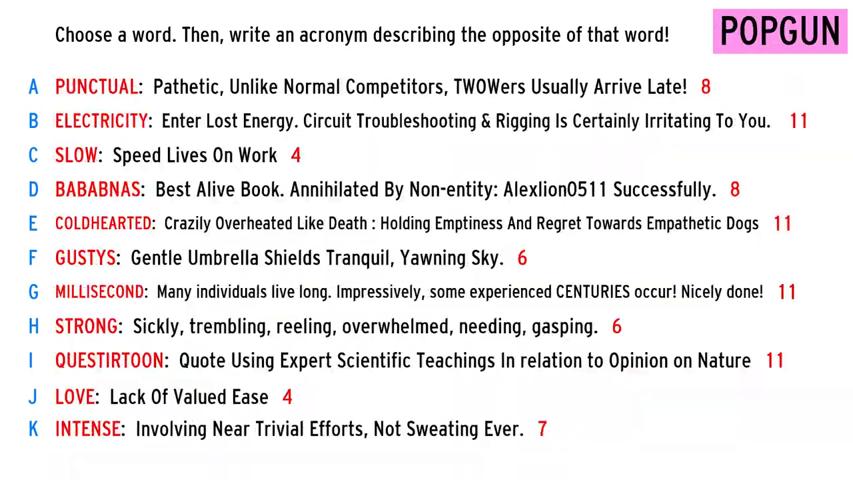 Choose a word. Then, write an acronym describing the opposite of that word!
POPGUN
A PUNCTUAL: Pathetic, Unlike Normal Competitors, TWOWers Usually Arrive Late! 8
B ELECTRICITY: Enter Lost Energy. Circuit Troubleshooting & Rigging Is Certainly Irritating To You. 11
C SLOW: Speed Lives On Work 4
D BABABNAS: Best Alive Book. Annihilated By Non-entity: Alexlion0511 Successfully. 8
E COLDHEARTED: Crazily Overheated Like Death : Holding Emptiness And Regret Towards Empathetic Dogs 11
F GUSTYS: Gentle Umbrella Shields Tranquil, Yawning Sky. 6
G MILLISECOND: Many individuals live long. Impressively, some experienced CENTURIES occur! Nicely done! 11
H STRONG: Sickly, trembling, reeling, overwhelmed, needing, gasping. 6
I QUESTIRTOON: Quote Using Expert Scientific Teachings In relation to Opinion on Nature 11
J LOVE: Lack Of Valued Ease 4
K INTENSE: Involving Near Trivial Efforts, Not Sweating Ever. 7